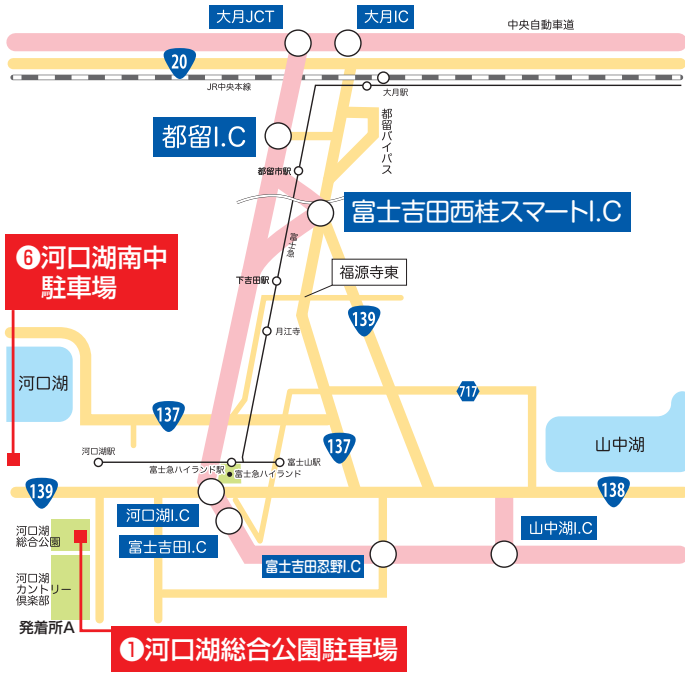 大月JCT
大月IC
中央自動車道
20
JR中央本線
大月駅
都留バイパス
都留I.C
都留市駅
富士吉田西桂スマートI.C
富士急
❻河口湖南中
駐車場
福源寺東
下吉田駅
139
月江寺
河口湖
717
137
山中湖
137
河口湖駅
富士急ハイランド駅
富士山駅
富士急ハイランド
139
138
河口湖I.C
富士吉田I.C
山中湖I.C
河口湖
総合公園
富士吉田忍野I.C
河口湖
カントリー
倶楽部
発着所A
❶河口湖総合公園駐車場